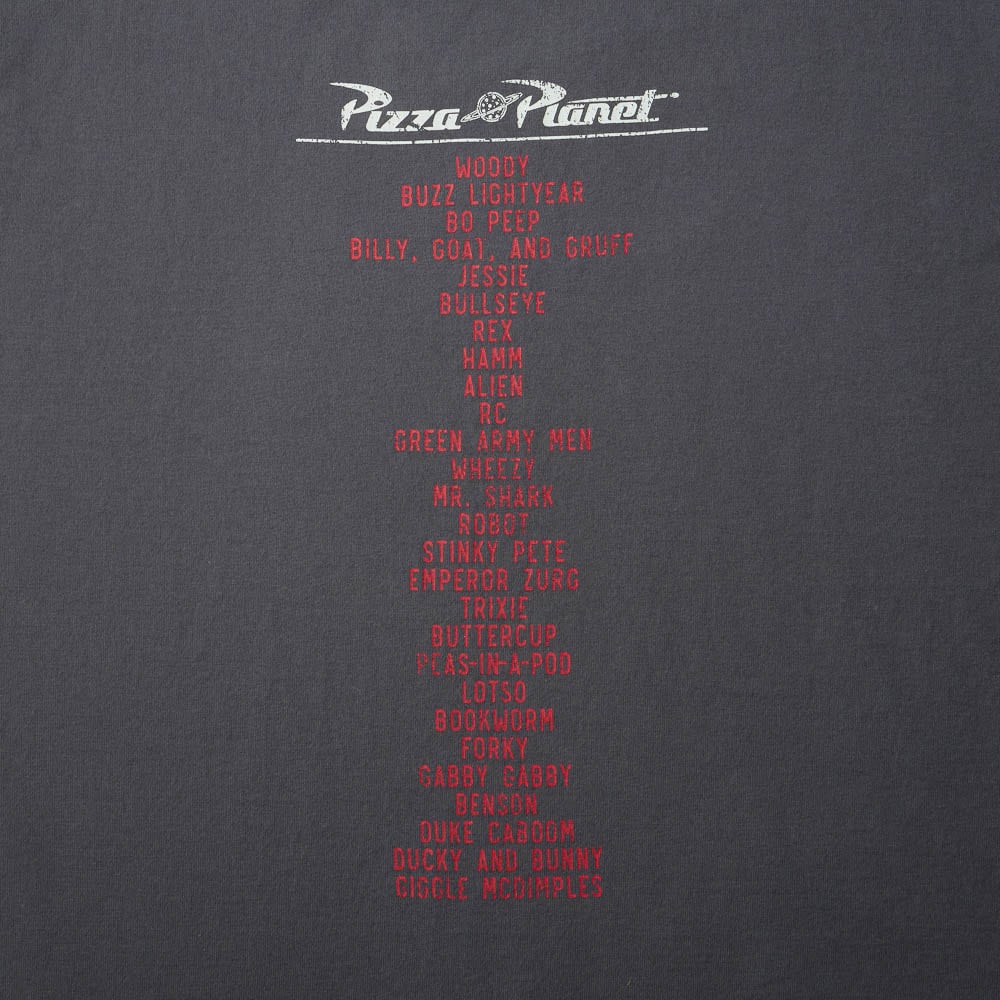 Pizza Planet
WOODY
BUZZ LIGHTYEAR
BO PEEP
BILLY, GOAT, AND GRUFF
JESSIE
BULLSEYE
REX
HAMM
ALIEN
RC
GREEN ARMY MEN
WHEEZY
MR. SHARK
ROBOT
STINKY PETE
EMPEROR ZURG
TRIXIE
BUTTERCUP
PEAS-IN-A-POD
LOTSO
BOOKWORM
FORKY
GABBY GABBY
BENSON
DUKE CABOOM
DUCKY AND BUNNY
GIGGLE MCDIMPLES